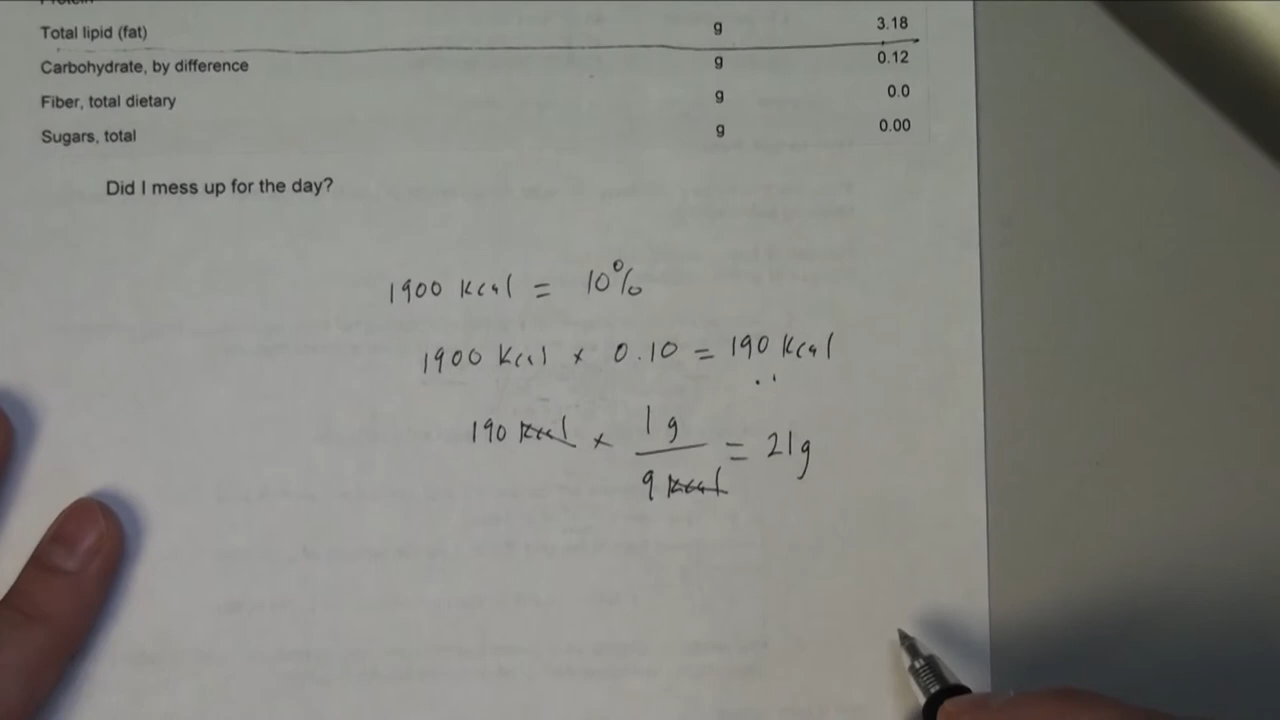 Total lipid (fat) g 3.18
Carbohydrate, by difference g 0.12
Fiber, total dietary g 0.0
Sugars, total g 0.00
Did I mess up for the day?
1900 kcal = 10%
1900 kcal × 0.10 = 190 kcal
190 kcal × 1g / 9 kcal = 21g